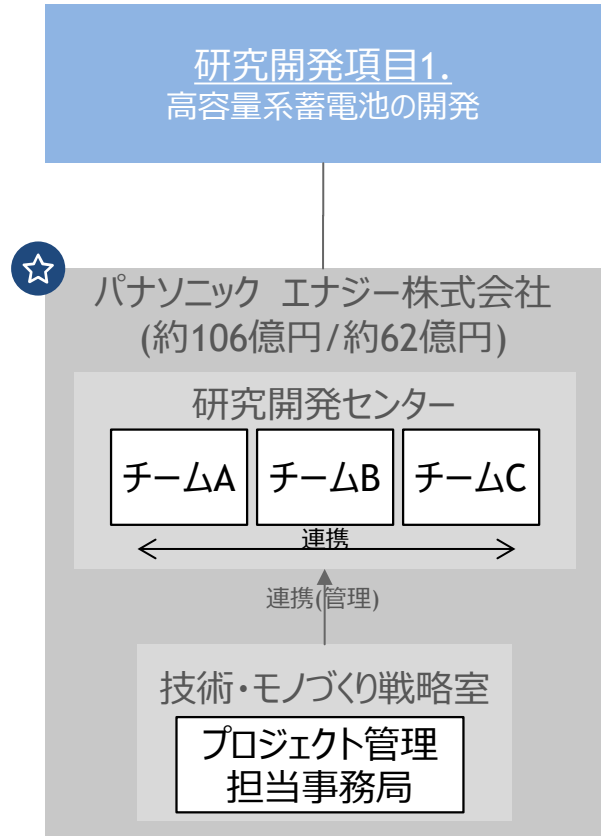 研究開発項目1.
高容量系蓄電池の開発
パナソニック エナジー株式会社
(約106億円/約62億円)
研究開発センター
チームA
チームB
チームC
連携
連携(管理)
技術・モノづくり戦略室
プロジェクト管理
担当事務局